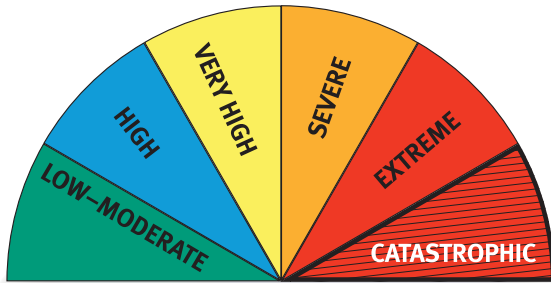 LOW–MODERATE
HIGH
VERY HIGH
SEVERE
EXTREME
CATASTROPHIC